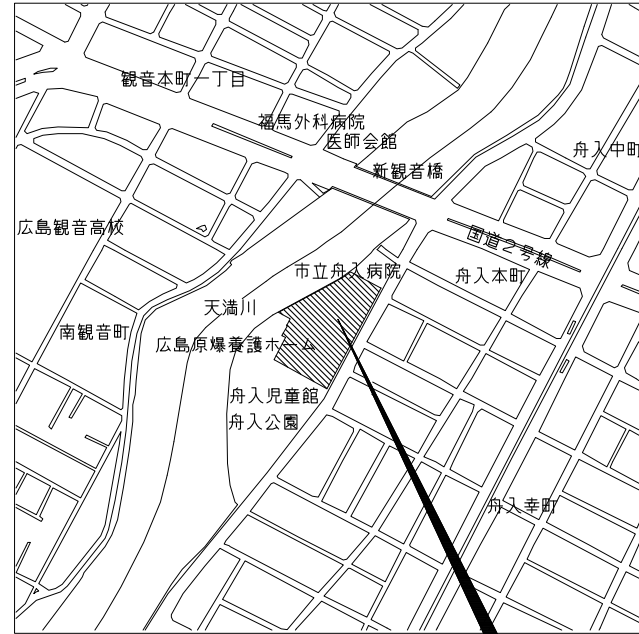 観音本町一丁目
福馬外科病院
医師会館
舟入中町
新観音橋
広島観音高校
国道２号線
市立舟入病院
舟入本町
天満川
南観音町
広島原爆養護ホーム
舟入児童館
舟入公園
舟入幸町